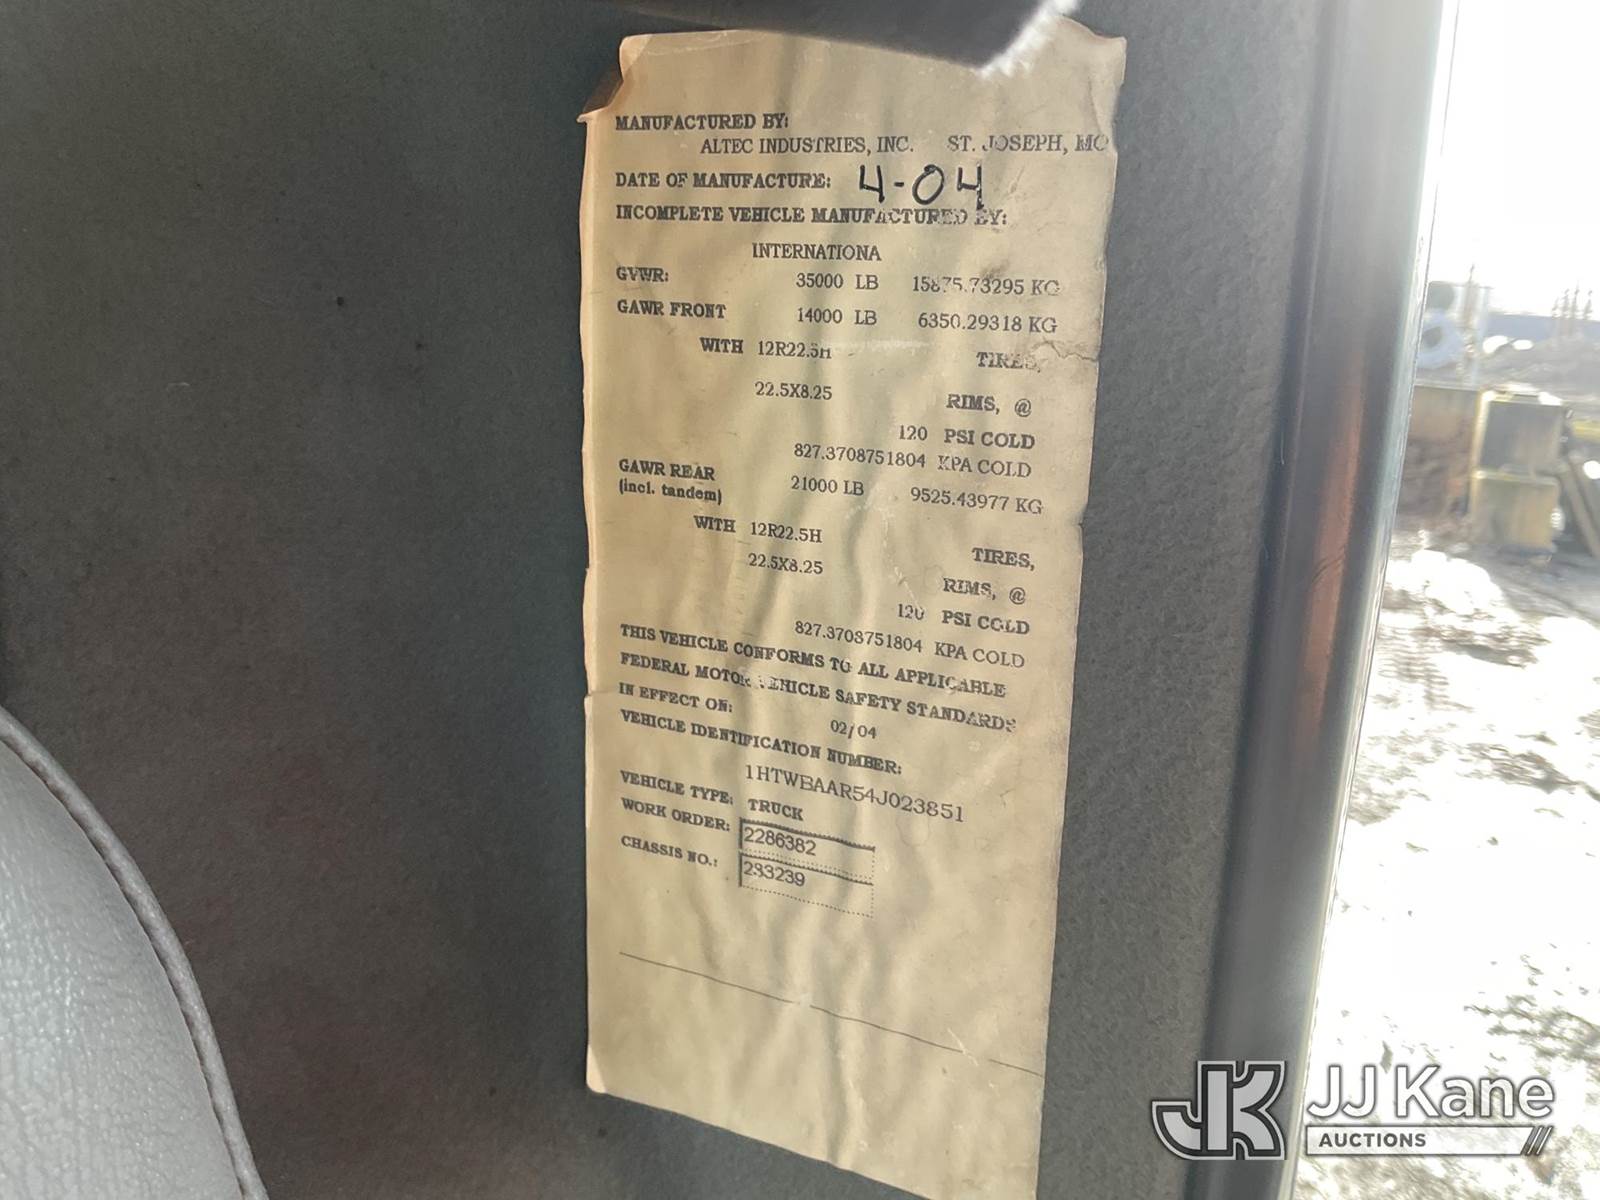 MANUFACTURED BY:
ALTEC INDUSTRIES, INC. ST. JOSEPH, MO
DATE OF MANUFACTURE: 4-04
INCOMPLETE VEHICLE MANUFACTURED BY:
INTERNATIONA
GVWR: 35000 LB 15875.73295 KG
GAWR FRONT 14000 LB 6350.29318 KG
WITH 12R22.5H TIRES,
22.5X8.25 RIMS, @
120 PSI COLD
827.3708751804 KPA COLD
GAWR REAR 21000 LB 9525.43977 KG
(incl. tandem)
WITH 12R22.5H TIRES,
22.5X8.25 RIMS, @
120 PSI COLD
827.3708751804 KPA COLD
THIS VEHICLE CONFORMS TO ALL APPLICABLE
FEDERAL MOTOR VEHICLE SAFETY STANDARDS
IN EFFECT ON: 02/04
VEHICLE IDENTIFICATION NUMBER:
1HTWBAAR54J023851
VEHICLE TYPE: TRUCK
WORK ORDER: 2286382
CHASSIS NO.: 233239
JK JJ Kane
AUCTIONS